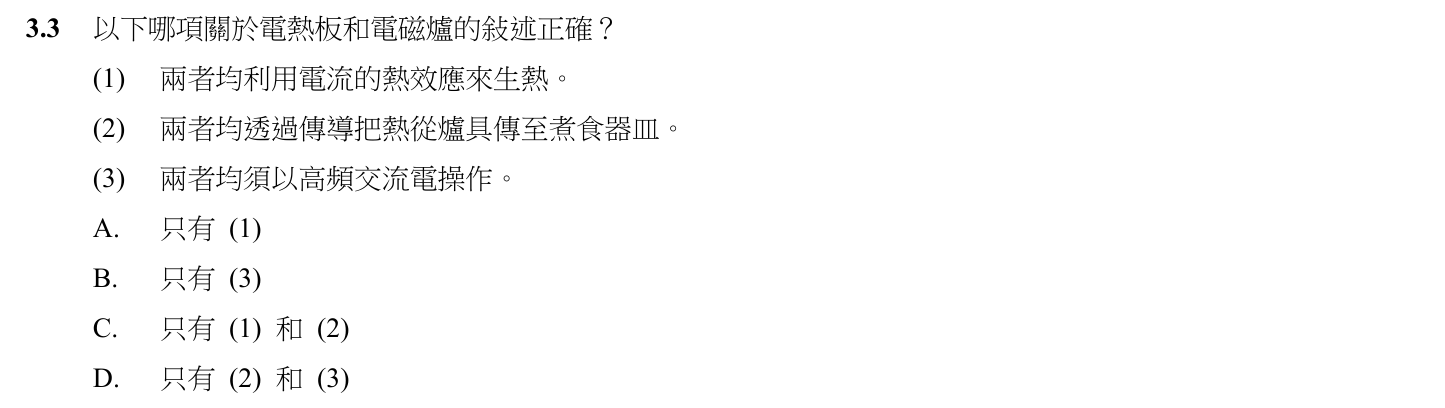 3.3 以下哪項關於電熱板和電磁爐的敍述正確？
(1) 兩者均利用電流的熱效應來生熱。
(2) 兩者均透過傳導把熱從爐具傳至煮食器皿。
(3) 兩者均須以高頻交流電操作。
A. 只有 (1)
B. 只有 (3)
C. 只有 (1) 和 (2)
D. 只有 (2) 和 (3)